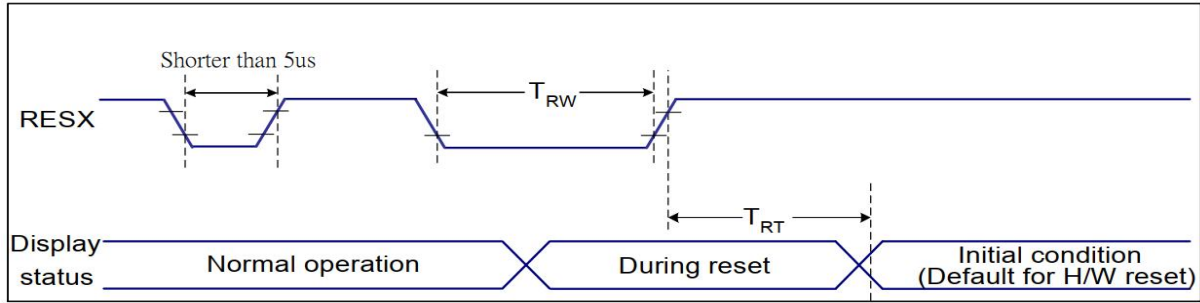 Shorter than 5us
RESX
TRW
TRT
Display
status
Normal operation
During reset
Initial condition
(Default for H/W reset)